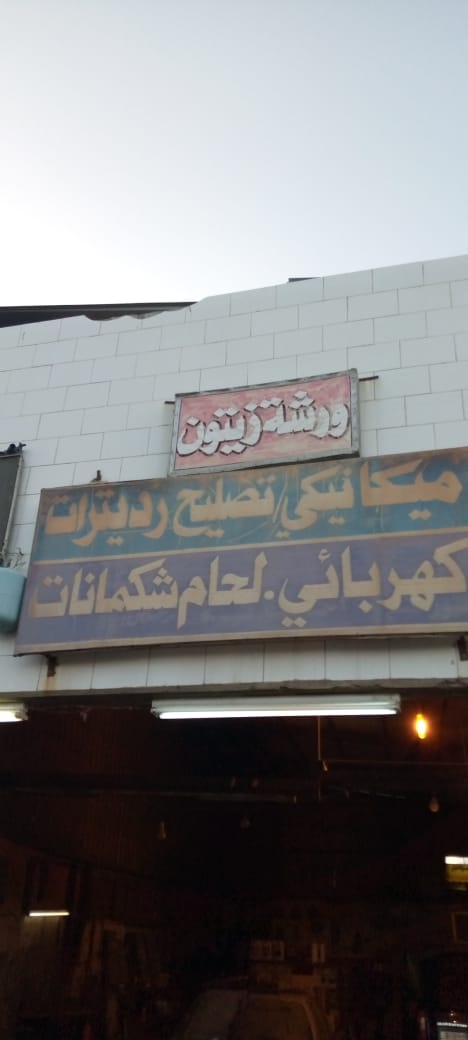 ورشة زيتون
ميكانيكي تصليح رديترات
كهربائي . لحام شكمانات